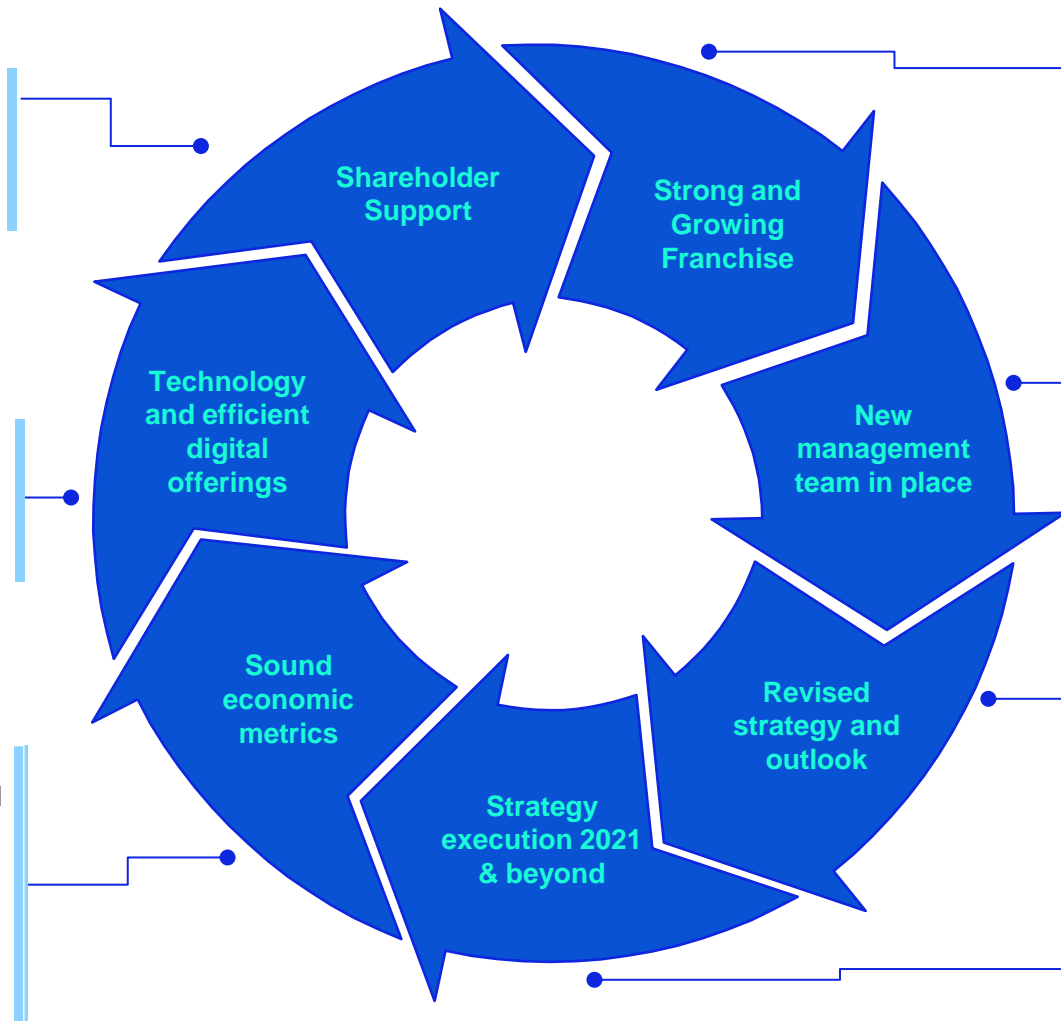 Shareholder
Support
Strong and
Growing
Franchise
New
management
team in place
Revised
strategy and
outlook
Strategy
execution 2021
& beyond
Sound
economic
metrics
Technology
and efficient
digital
offerings